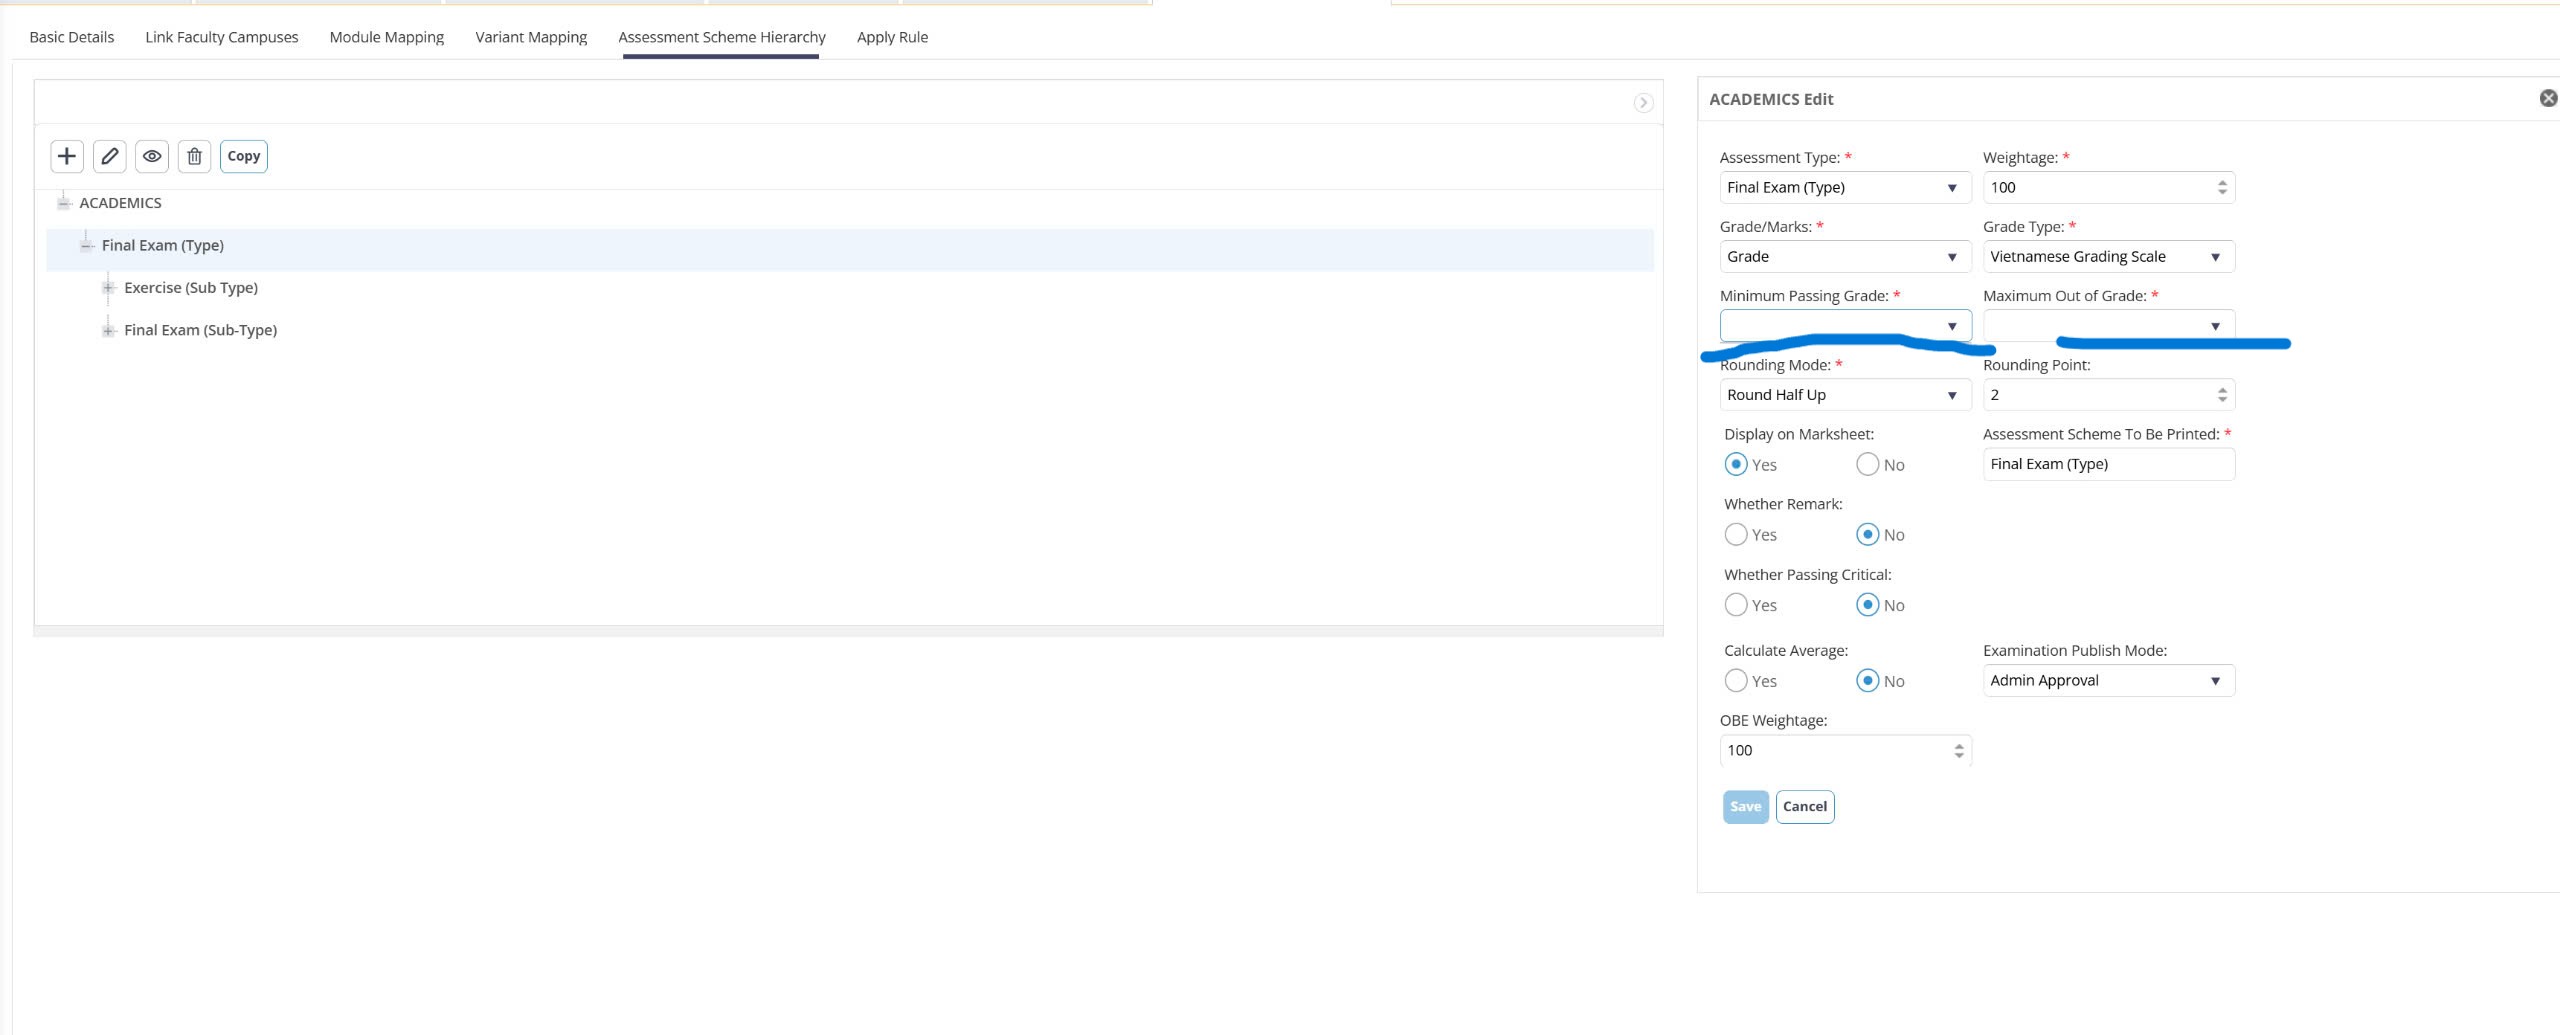 Basic Details Link Faculty Campuses Module Mapping Variant Mapping Assessment Scheme Hierarchy Apply Rule
Copy
ACADEMICS
Final Exam (Type)
Exercise (Sub Type)
Final Exam (Sub-Type)
ACADEMICS Edit
Assessment Type: * Weightage: *
Final Exam (Type) 100
Grade/Marks: * Grade Type: *
Grade Vietnamese Grading Scale
Minimum Passing Grade: * Maximum Out of Grade: *
Rounding Mode: * Rounding Point:
Round Half Up 2
Display on Marksheet: Assessment Scheme To Be Printed: *
Yes No Final Exam (Type)
Whether Remark:
Yes No
Whether Passing Critical:
Yes No
Calculate Average: Examination Publish Mode:
Yes No Admin Approval
OBE Weightage:
100
Save Cancel